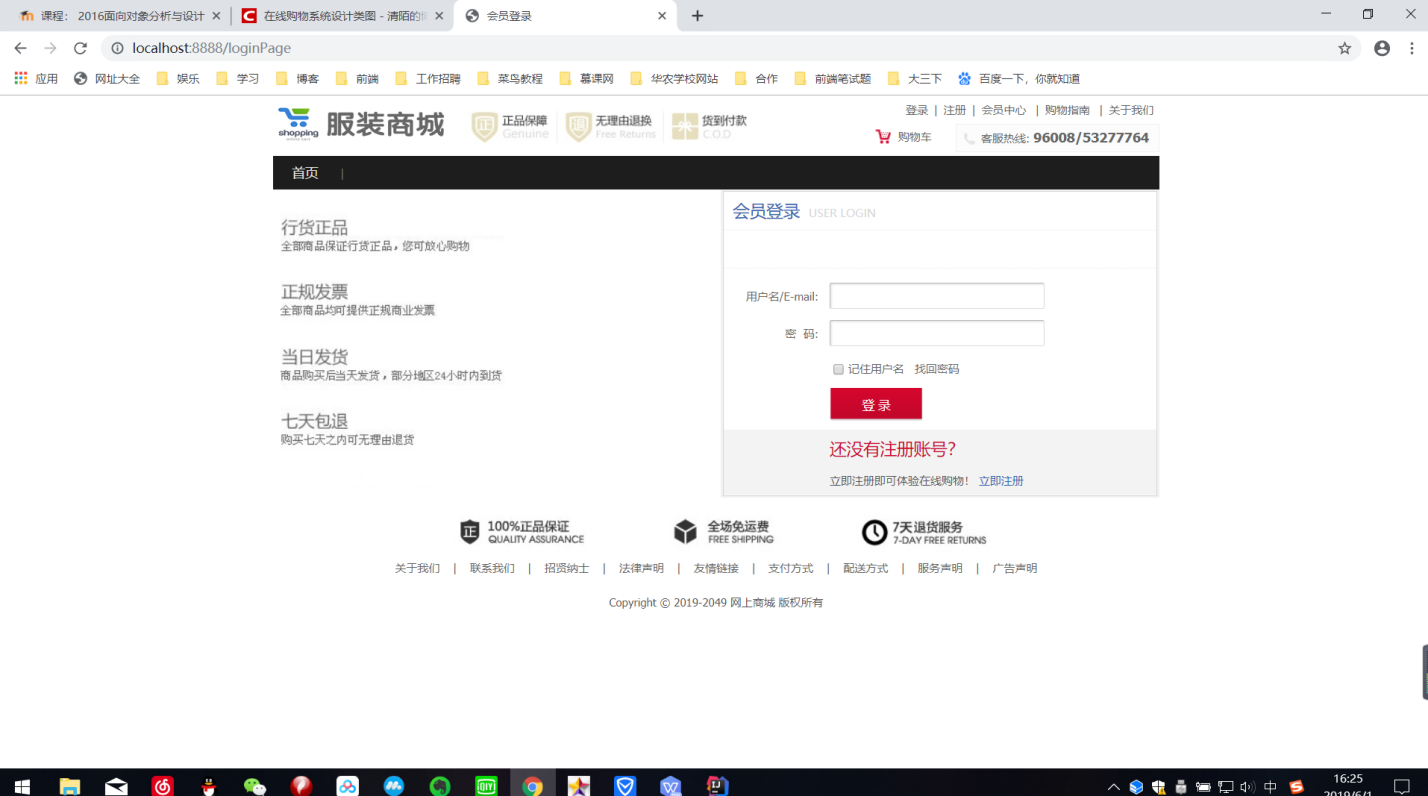 课程： 2016面向对象分析与设计
在线购物系统设计类图 - 清陌的
会员登录
localhost:8888/loginPage
应用 网址大全 娱乐 学习 博客 前端 工作招聘 菜鸟教程 慕课网 华农学校网站 合作 前端笔试题 大三下 百度一下，你就知道
登录 | 注册 | 会员中心 | 购物指南 | 关于我们
shopping 服装商城
正品保障 Genuine
无理由退换 Free Returns
货到付款 C.O.D
购物车 客服热线: 96008/53277764
首页 |
行货正品
全部商品保证行货正品，您可放心购物
正规发票
全部商品均可提供正规商业发票
当日发货
商品购买后当天发货，部分地区24小时内到货
七天包退
购买七天之内可无理由退货
会员登录 USER LOGIN
用户名/E-mail:
密 码:
记住用户名 找回密码
登录
还没有注册账号？
立即注册即可体验在线购物！ 立即注册
正 100%正品保证
QUALITY ASSURANCE
全场免运费
FREE SHIPPING
7天退货服务
7-DAY FREE RETURNS
关于我们 | 联系我们 | 招贤纳士 | 法律声明 | 友情链接 | 支付方式 | 配送方式 | 服务声明 | 广告声明
Copyright © 2019-2049 网上商城 版权所有
中
16:25
2019/6/1